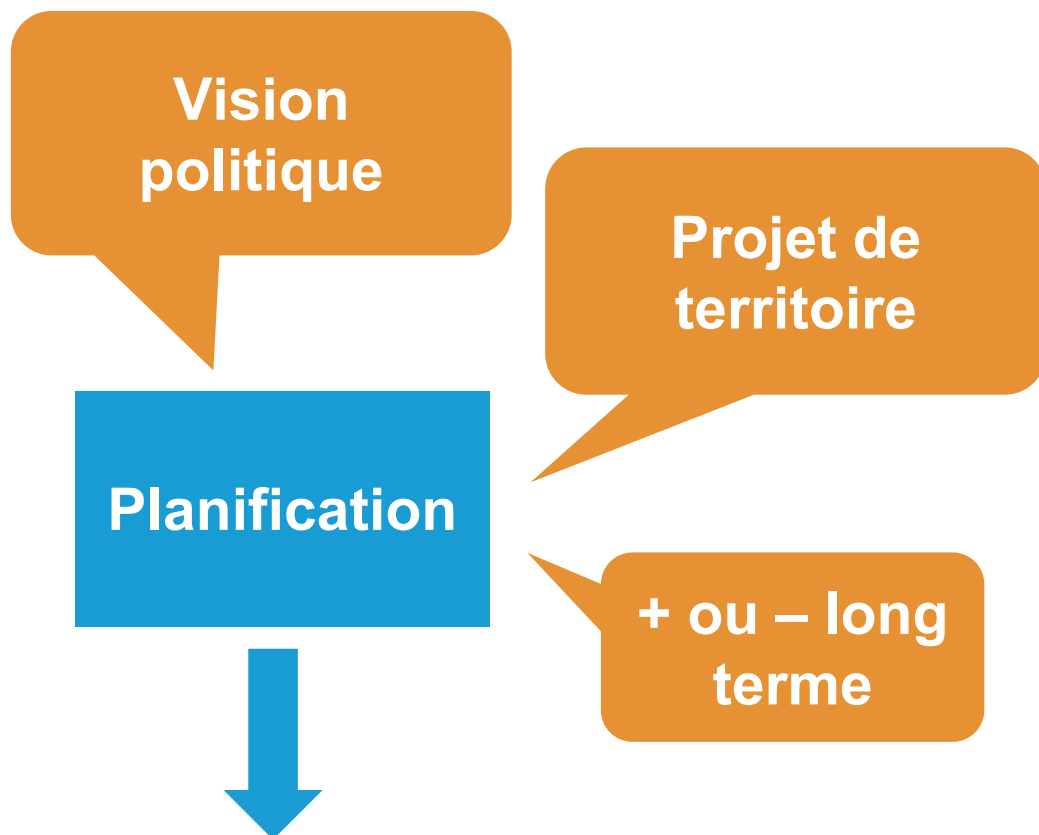 Vision
politique
Projet de
territoire
Planification
+ ou – long
terme